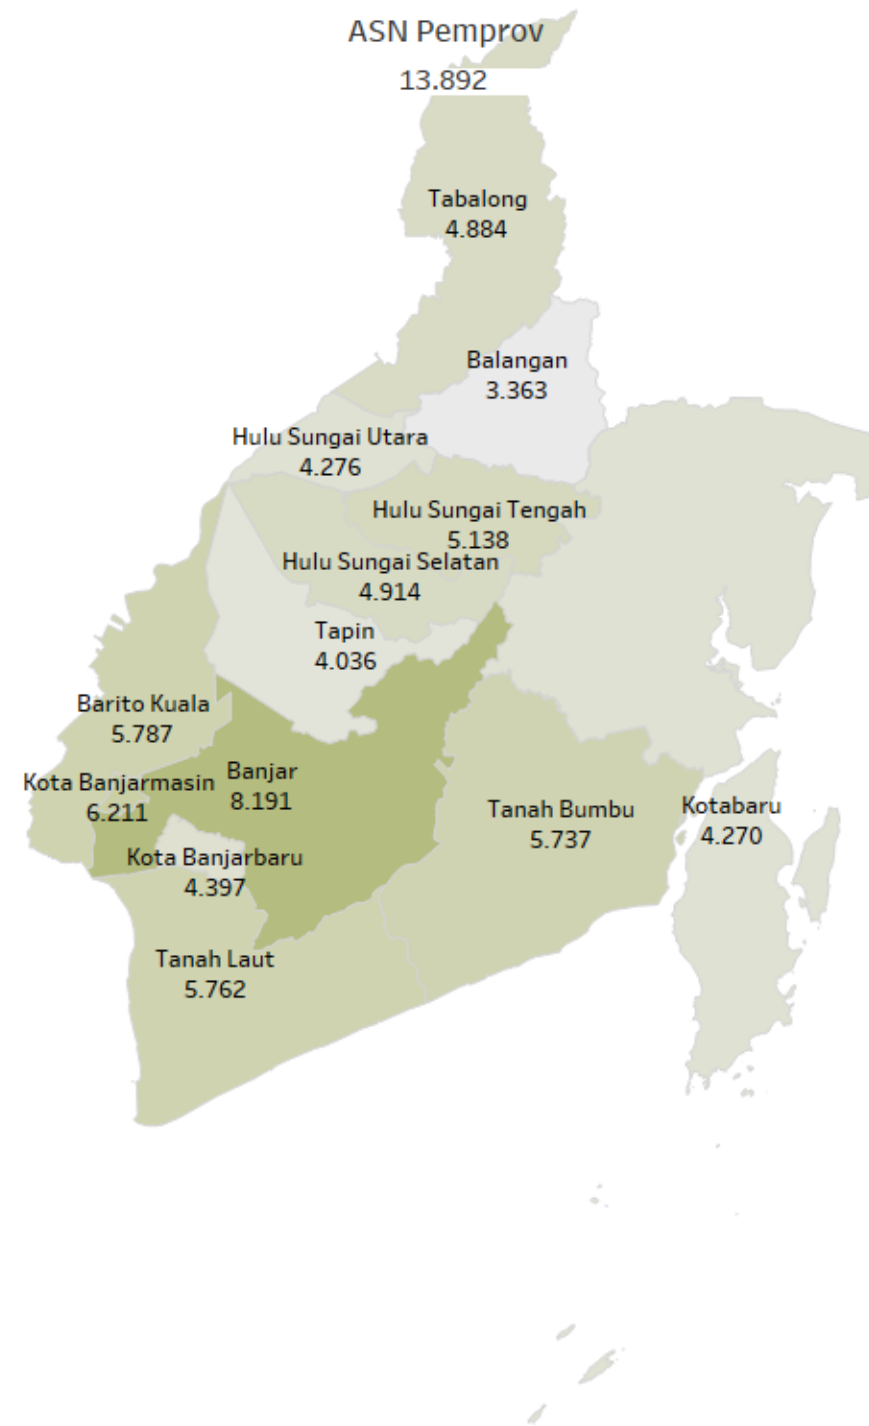 ASN Pemprov
13.892
Tabalong
4.884
Balangan
3.363
Hulu Sungai Utara
4.276
Hulu Sungai Tengah
5.138
Hulu Sungai Selatan
4.914
Tapin
4.036
Barito Kuala
5.787
Kota Banjarmasin
6.211
Banjar
8.191
Tanah Bumbu
5.737
Kotabaru
4.270
Kota Banjarbaru
4.397
Tanah Laut
5.762